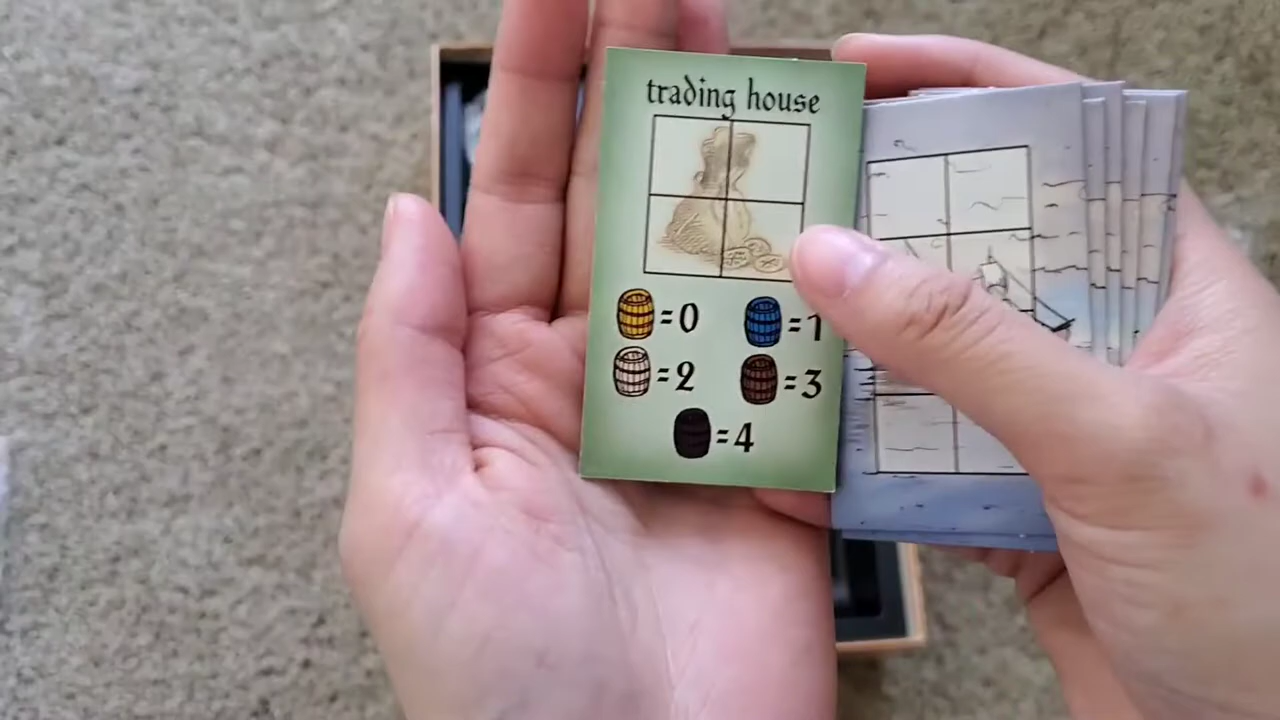 trading house
=0 =1
=2 =3
=4